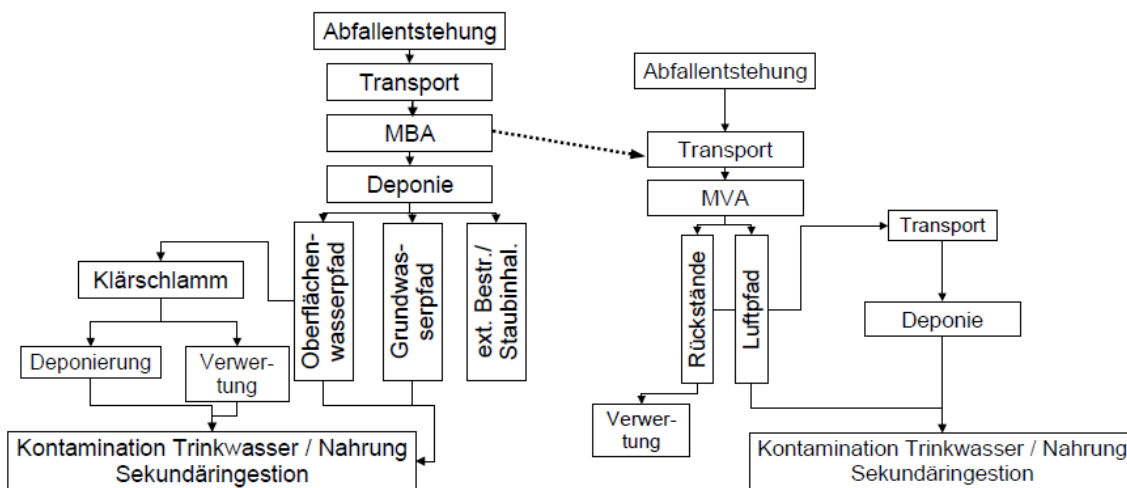 Abfallentstehung
Transport
MBA
Deponie
Oberflächen-
wasserpfad
Grundwas-
serpfad
ext. Bestr./
Staubinhal.
Klärschlamm
Deponierung
Verwer-
tung
Kontamination Trinkwasser / Nahrung
Sekundäringestion
Abfallentstehung
Transport
MVA
Rückstände
Luftpfad
Transport
Deponie
Verwer-
tung
Kontamination Trinkwasser / Nahrung
Sekundäringestion